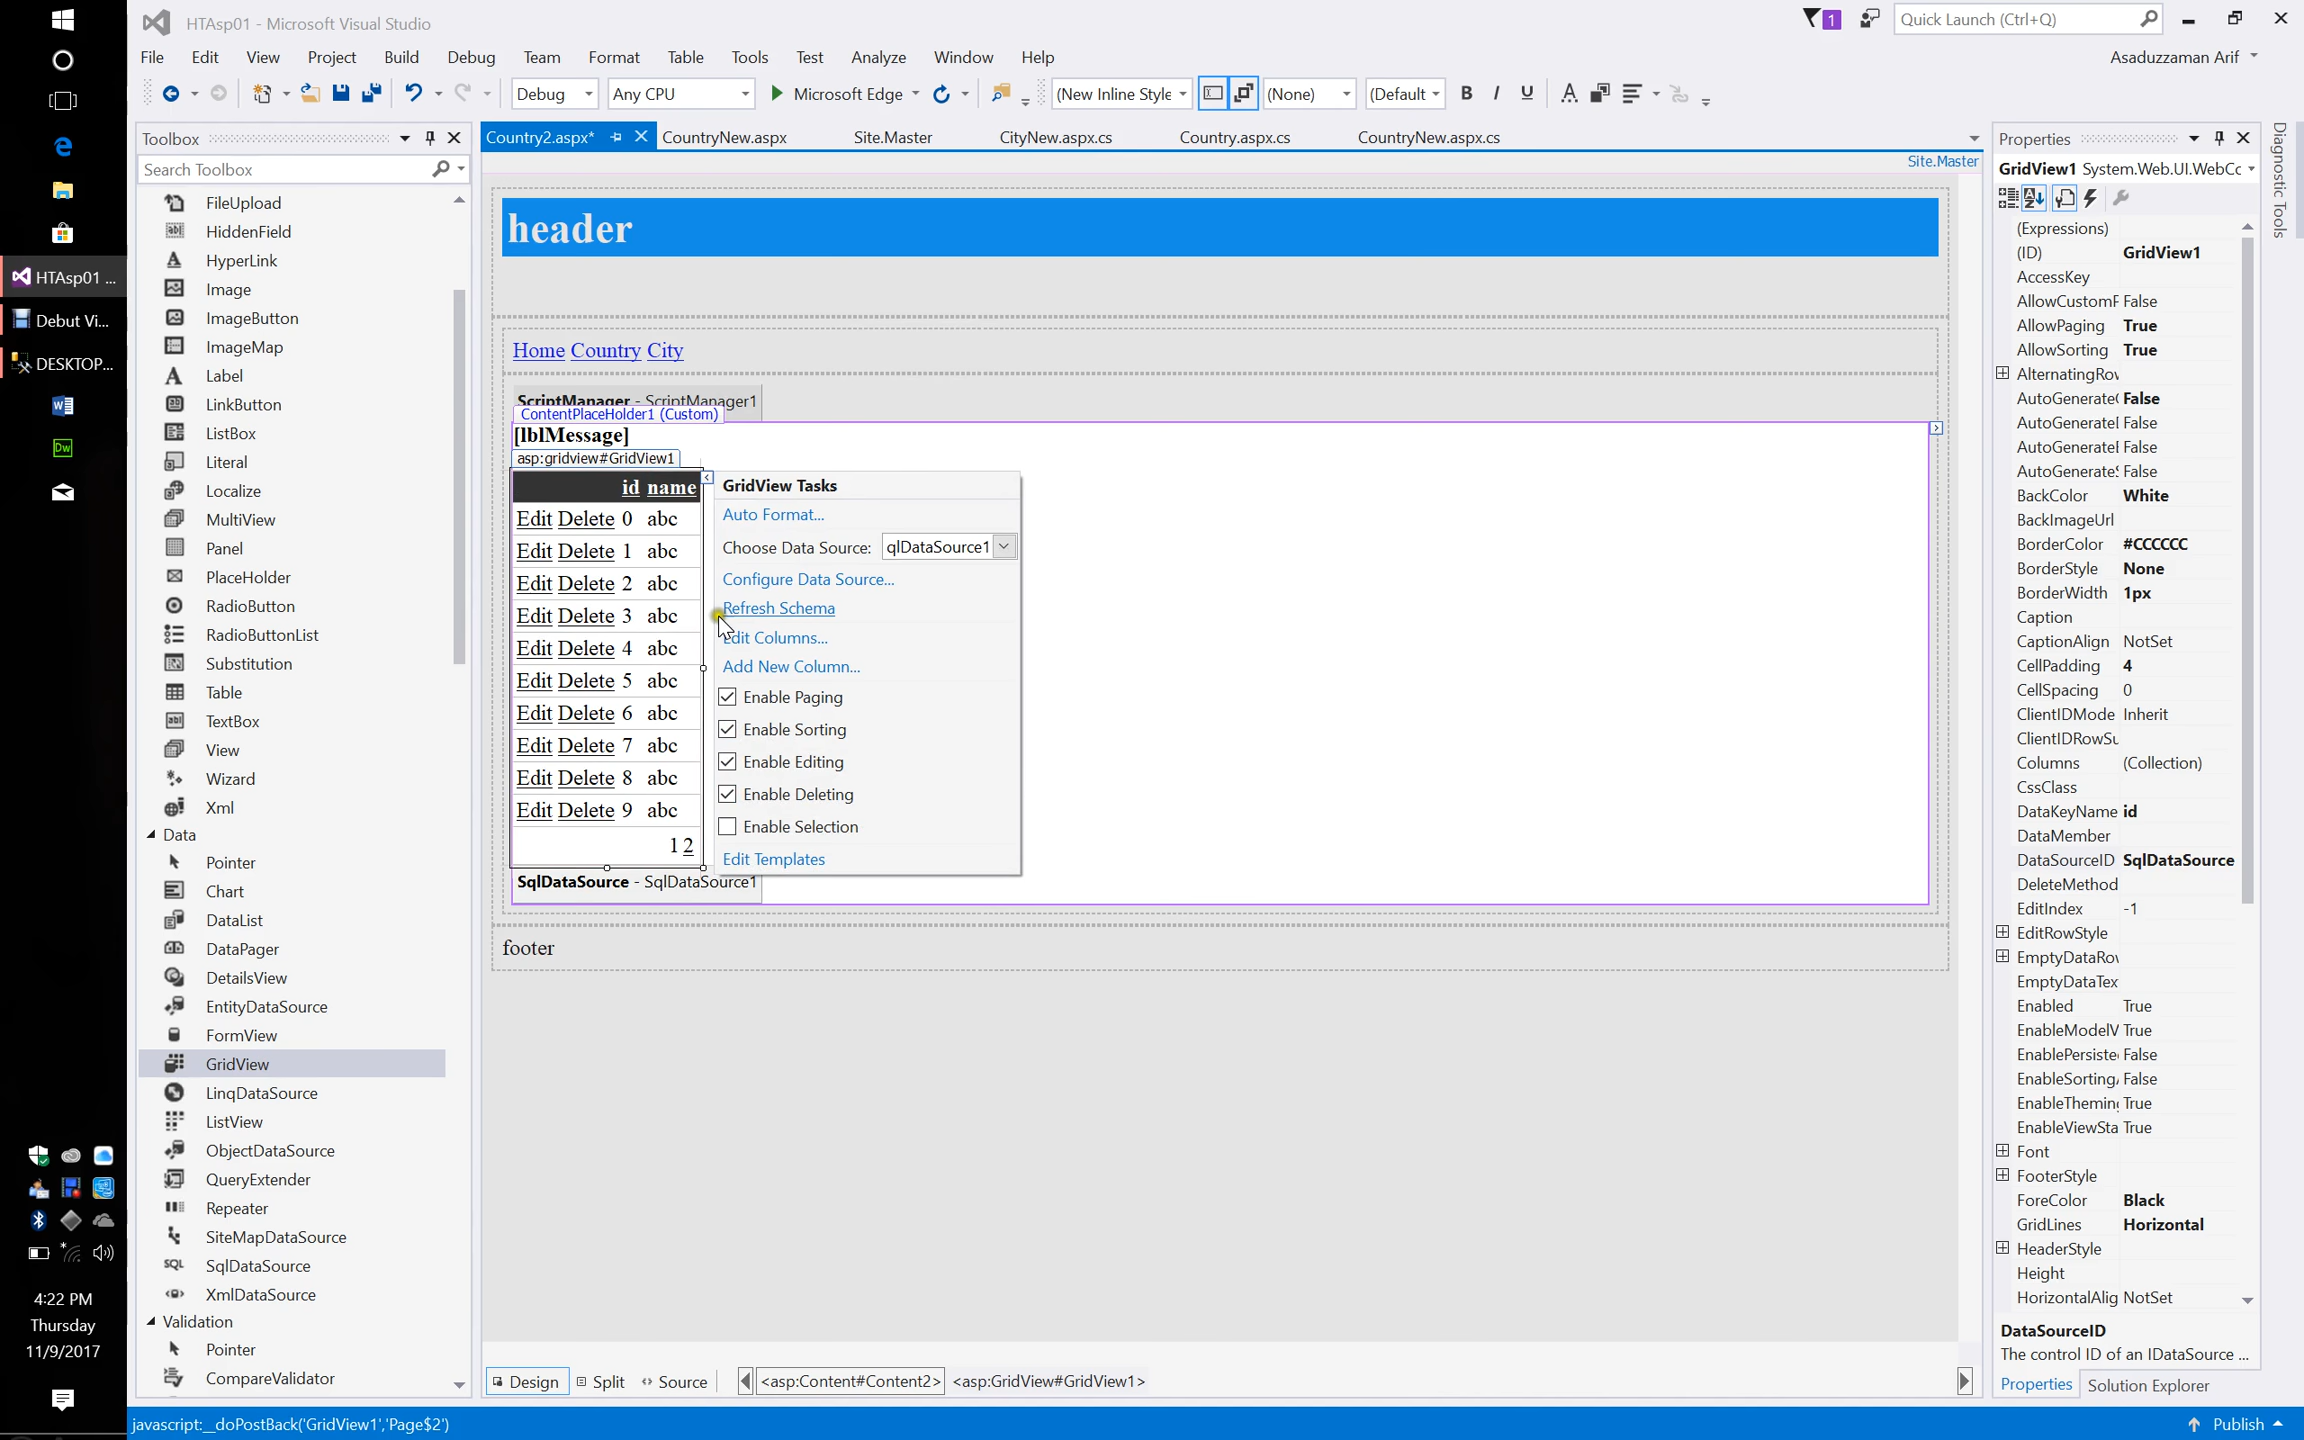 HTAsp01 - Microsoft Visual Studio
1
Quick Launch (Ctrl+Q)
File Edit View Project Build Debug Team Format Table Tools Test Analyze Window Help
Asaduzzaman Arif
Debug
Any CPU
Microsoft Edge
(New Inline Style
(None)
(Default
B I U
Toolbox
Search Toolbox
FileUpload
HiddenField
HyperLink
Image
ImageButton
ImageMap
Label
LinkButton
ListBox
Literal
Localize
MultiView
Panel
PlaceHolder
RadioButton
RadioButtonList
Substitution
Table
TextBox
View
Wizard
Xml
Data
Pointer
Chart
DataList
DataPager
DetailsView
EntityDataSource
FormView
GridView
LinqDataSource
ListView
ObjectDataSource
QueryExtender
Repeater
SiteMapDataSource
SqlDataSource
XmlDataSource
Validation
Pointer
CompareValidator
HTAsp01 ...
Debut Vi...
DESKTOP...
4:22 PM
Thursday
11/9/2017
Country2.aspx*
CountryNew.aspx
Site.Master
CityNew.aspx.cs
Country.aspx.cs
CountryNew.aspx.cs
Site.Master
header
Home Country City
ScriptManager - ScriptManager1
ContentPlaceHolder1 (Custom)
[lblMessage]
asp:gridview#GridView1
id name
Edit Delete 0 abc
Edit Delete 1 abc
Edit Delete 2 abc
Edit Delete 3 abc
Edit Delete 4 abc
Edit Delete 5 abc
Edit Delete 6 abc
Edit Delete 7 abc
Edit Delete 8 abc
Edit Delete 9 abc
1 2
SqlDataSource - SqlDataSource1
GridView Tasks
Auto Format...
Choose Data Source: qlDataSource1
Configure Data Source...
Refresh Schema
Edit Columns...
Add New Column...
Enable Paging
Enable Sorting
Enable Editing
Enable Deleting
Enable Selection
Edit Templates
footer
Design Split Source
<asp:Content#Content2> <asp:GridView#GridView1>
Properties
GridView1 System.Web.UI.WebCc
(Expressions)
(ID) GridView1
AccessKey
AllowCustomF False
AllowPaging True
AllowSorting True
AlternatingRov
AutoGenerate( False
AutoGenerateI False
AutoGenerateI False
AutoGenerate! False
BackColor White
BackImageUrl
BorderColor #CCCCCC
BorderStyle None
BorderWidth 1px
Caption
CaptionAlign NotSet
CellPadding 4
CellSpacing 0
ClientIDMode Inherit
ClientIDRowSu
Columns (Collection)
CssClass
DataKeyName id
DataMember
DataSourceID SqlDataSource
DeleteMethod
EditIndex -1
EditRowStyle
EmptyDataRov
EmptyDataTex
Enabled True
EnableModelV True
EnablePersiste False
EnableSorting, False
EnableTheming True
EnableViewSta True
Font
FooterStyle
ForeColor Black
GridLines Horizontal
HeaderStyle
Height
HorizontalAlig NotSet
DataSourceID
The control ID of an IDataSource ...
Properties Solution Explorer
Diagnostic Tools
javascript:__doPostBack('GridView1','Page$2')
Publish